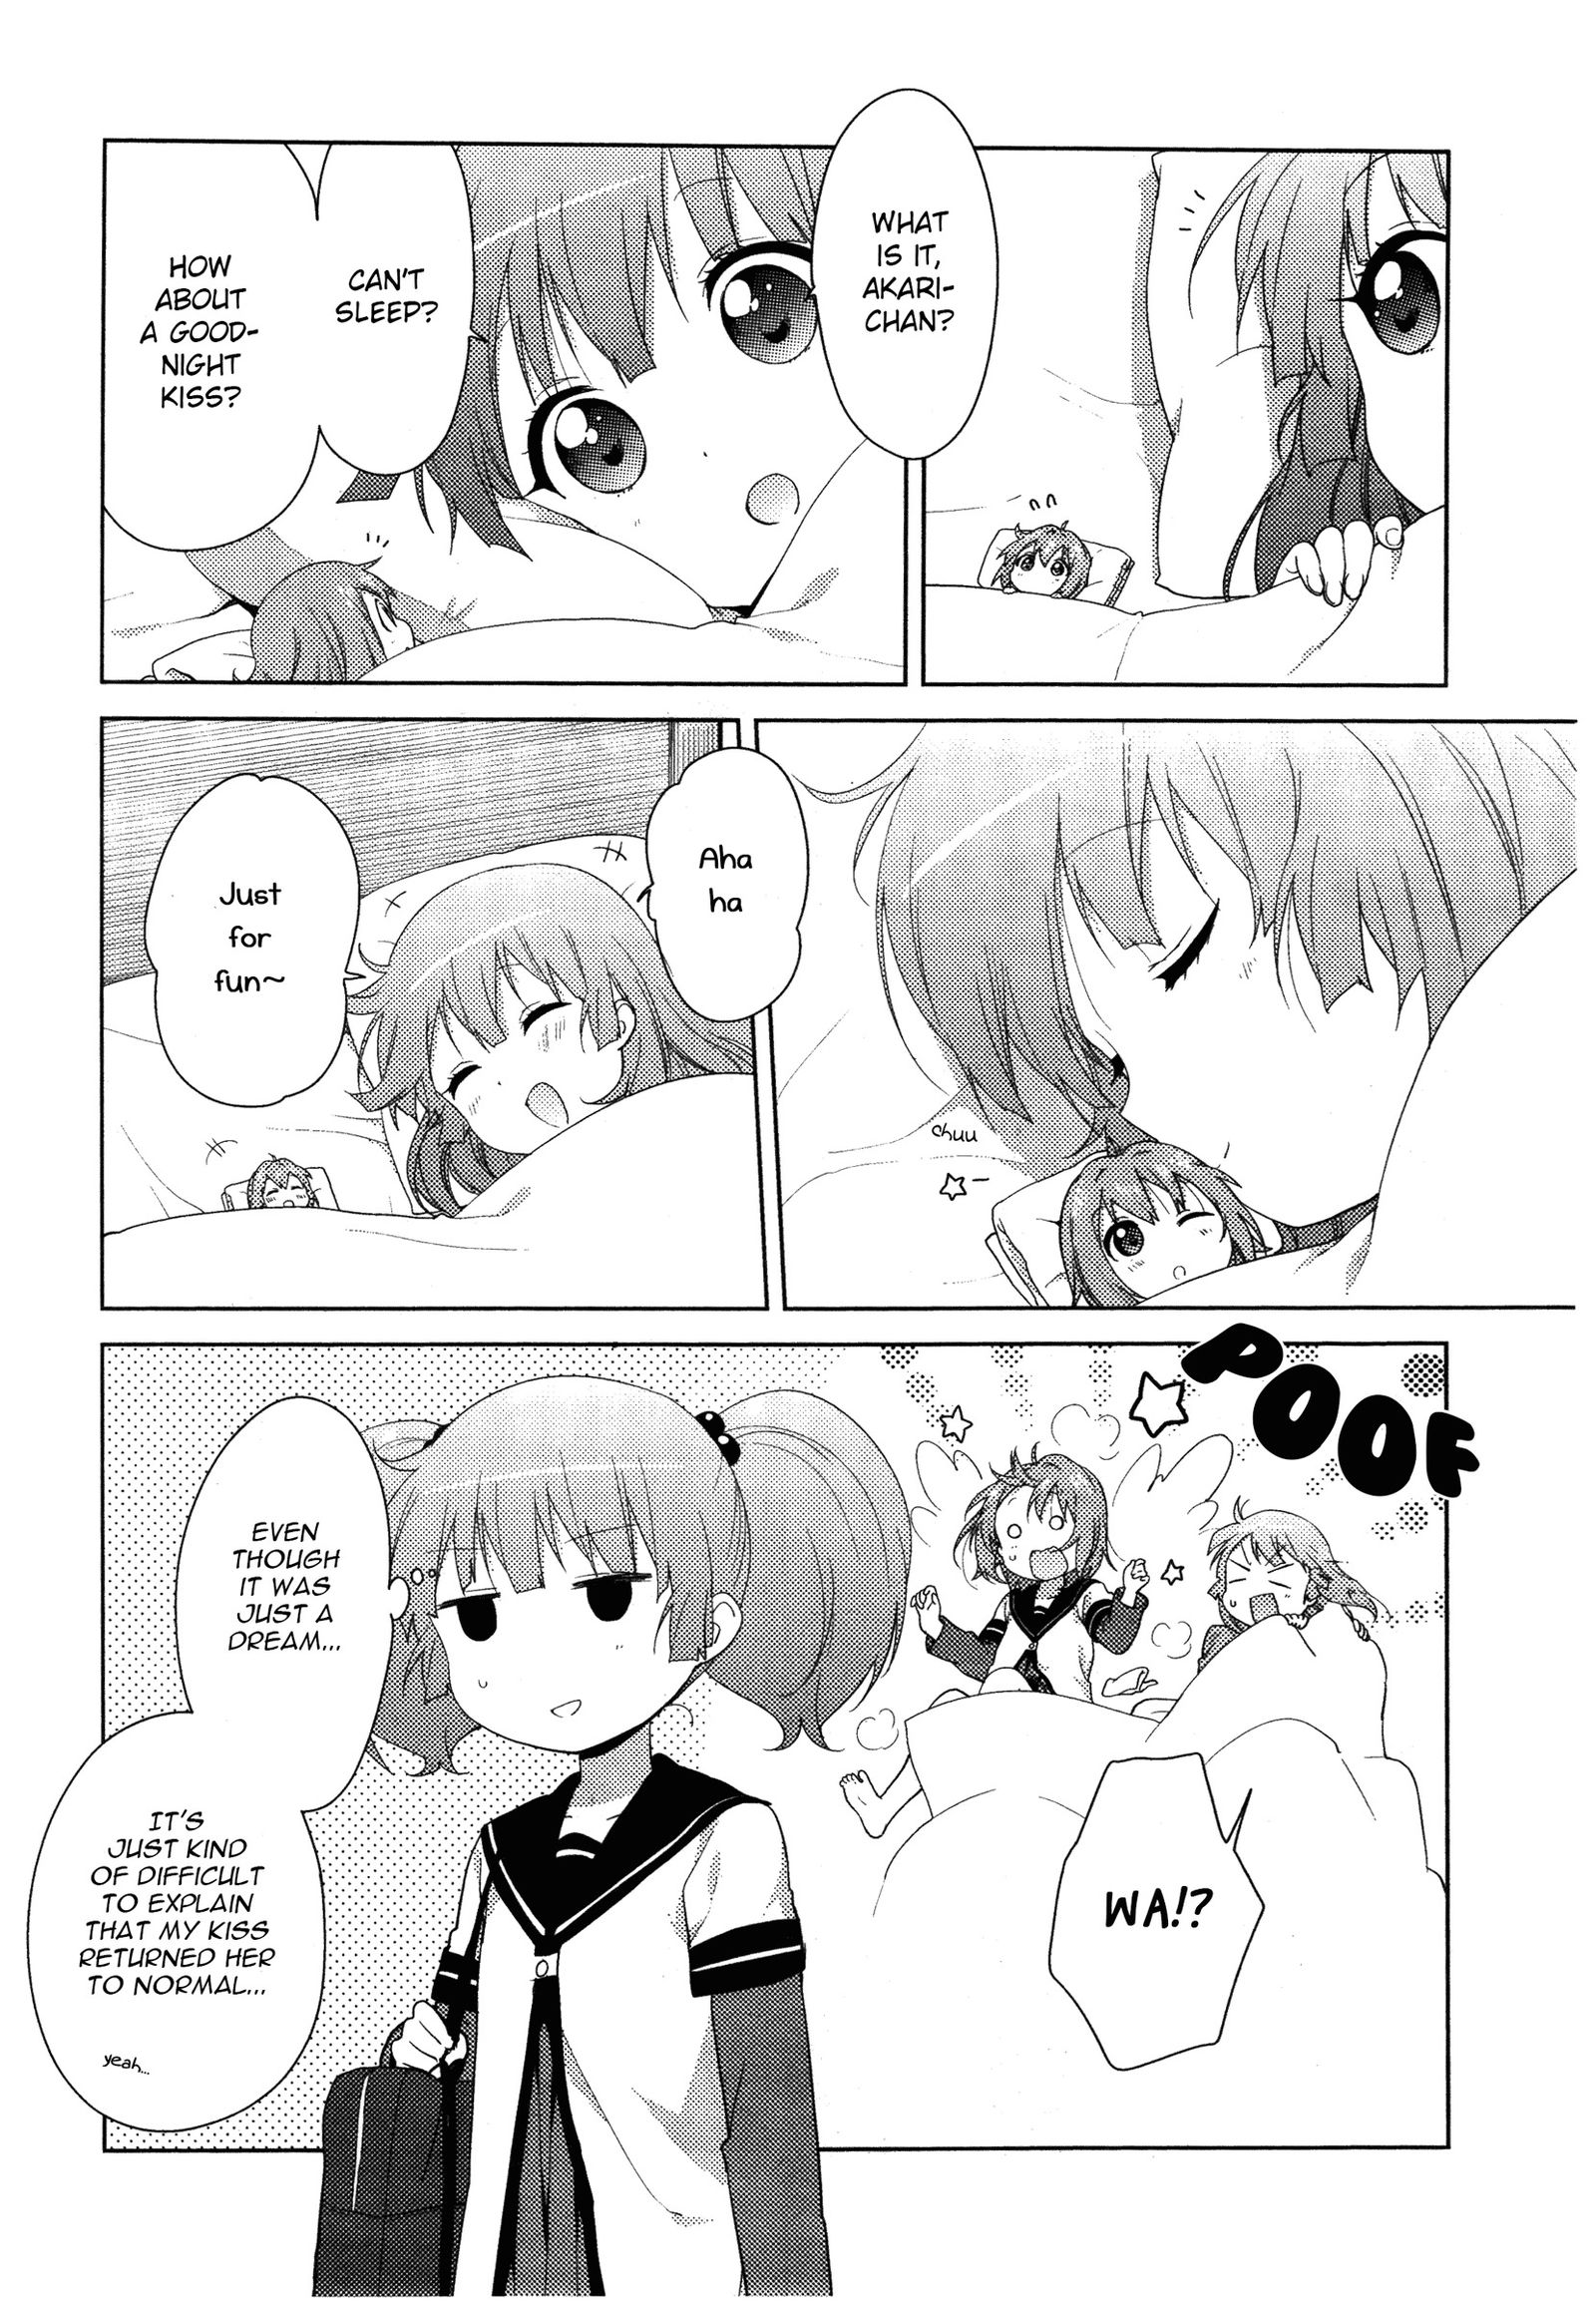 WHAT
IS IT,
AKARI-
CHAN?
CAN'T
SLEEP?
HOW
ABOUT
A GOOD-
NIGHT
KISS?
chuu
Aha
ha
Just
for
fun~
POOF
WA!?
EVEN
THOUGH
IT WAS
JUST A
DREAM...
IT'S
JUST KIND
OF DIFFICULT
TO EXPLAIN
THAT MY KISS
RETURNED HER
TO NORMAL...
yeah...